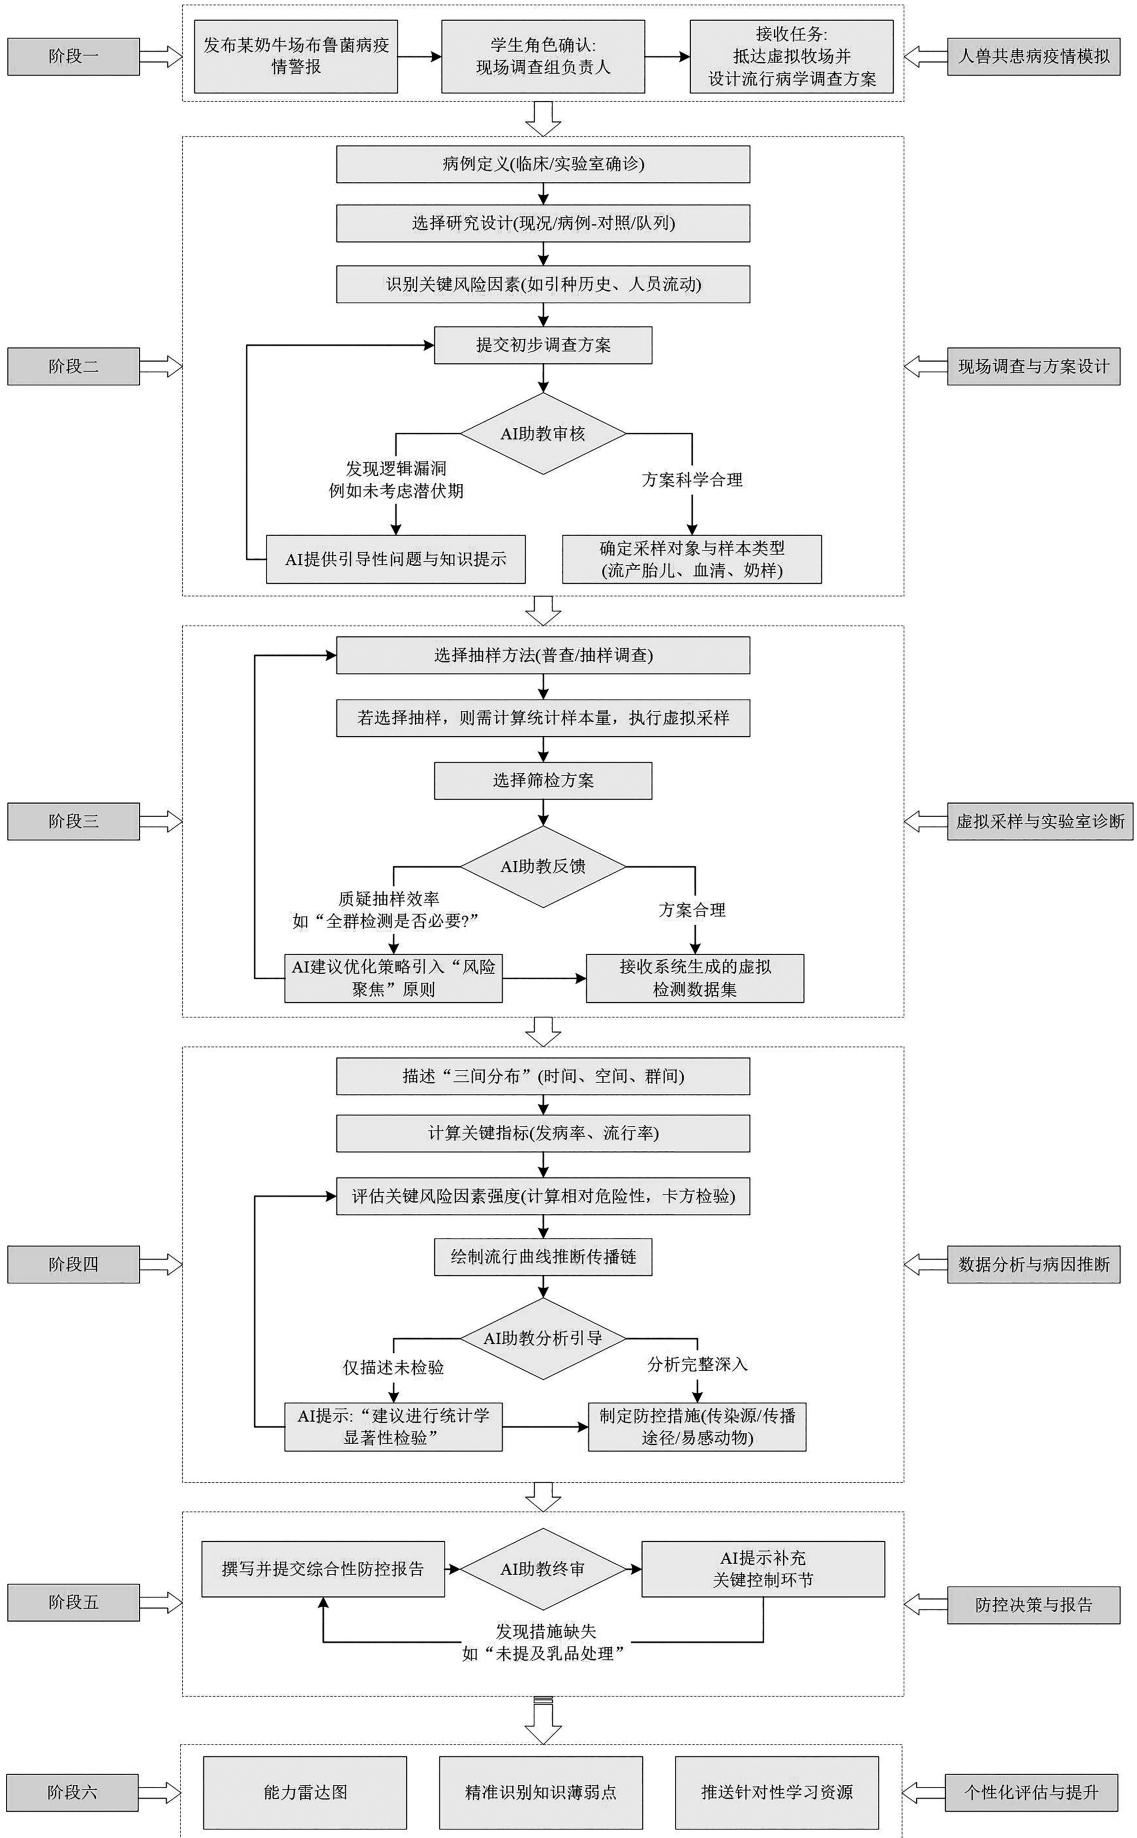 阶段一
发布某奶牛场布鲁菌病疫
情警报
学生角色确认:
现场调查组负责人
接收任务:
抵达虚拟牧场并
设计流行病学调查方案
人兽共患病疫情模拟
病例定义(临床/实验室确诊)
选择研究设计(现况/病例-对照/队列)
识别关键风险因素(如引种历史、人员流动)
提交初步调查方案
阶段二
现场调查与方案设计
AI助教审核
发现逻辑漏洞
例如未考虑潜伏期
方案科学合理
AI提供引导性问题与知识提示
确定采样对象与样本类型
(流产胎儿、血清、奶样)
选择抽样方法(普查/抽样调查)
若选择抽样，则需计算统计样本量，执行虚拟采样
选择筛检方案
阶段三
虚拟采样与实验室诊断
AI助教反馈
质疑抽样效率
如“全群检测是否必要?”
方案合理
AI建议优化策略引入“风险
聚焦”原则
接收系统生成的虚拟
检测数据集
描述“三间分布”(时间、空间、群间)
计算关键指标(发病率、流行率)
评估关键风险因素强度(计算相对危险性，卡方检验)
绘制流行曲线推断传播链
阶段四
数据分析与病因推断
AI助教分析引导
仅描述未检验
分析完整深入
AI提示:“建议进行统计学
显著性检验”
制定防控措施(传染源/传播
途径/易感动物)
撰写并提交综合性防控报告
AI助教终审
AI提示补充
关键控制环节
阶段五
防控决策与报告
发现措施缺失
如“未提及乳品处理”
阶段六
能力雷达图
精准识别知识薄弱点
推送针对性学习资源
个性化评估与提升